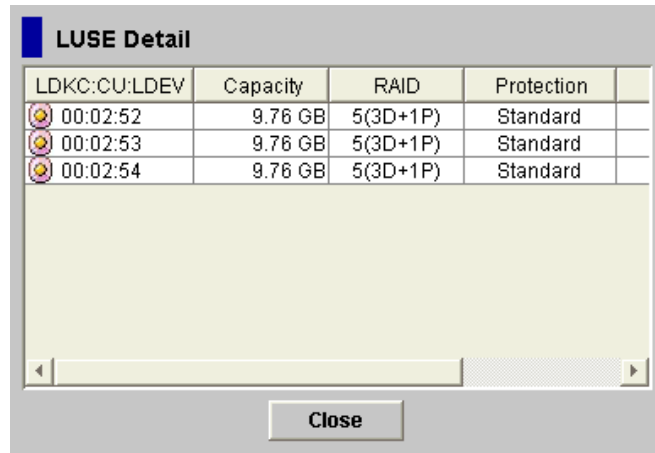 LUSE Detail
LDKC:CU:LDEV Capacity RAID Protection
00:02:52 9.76 GB 5(3D+1P) Standard
00:02:53 9.76 GB 5(3D+1P) Standard
00:02:54 9.76 GB 5(3D+1P) Standard
Close